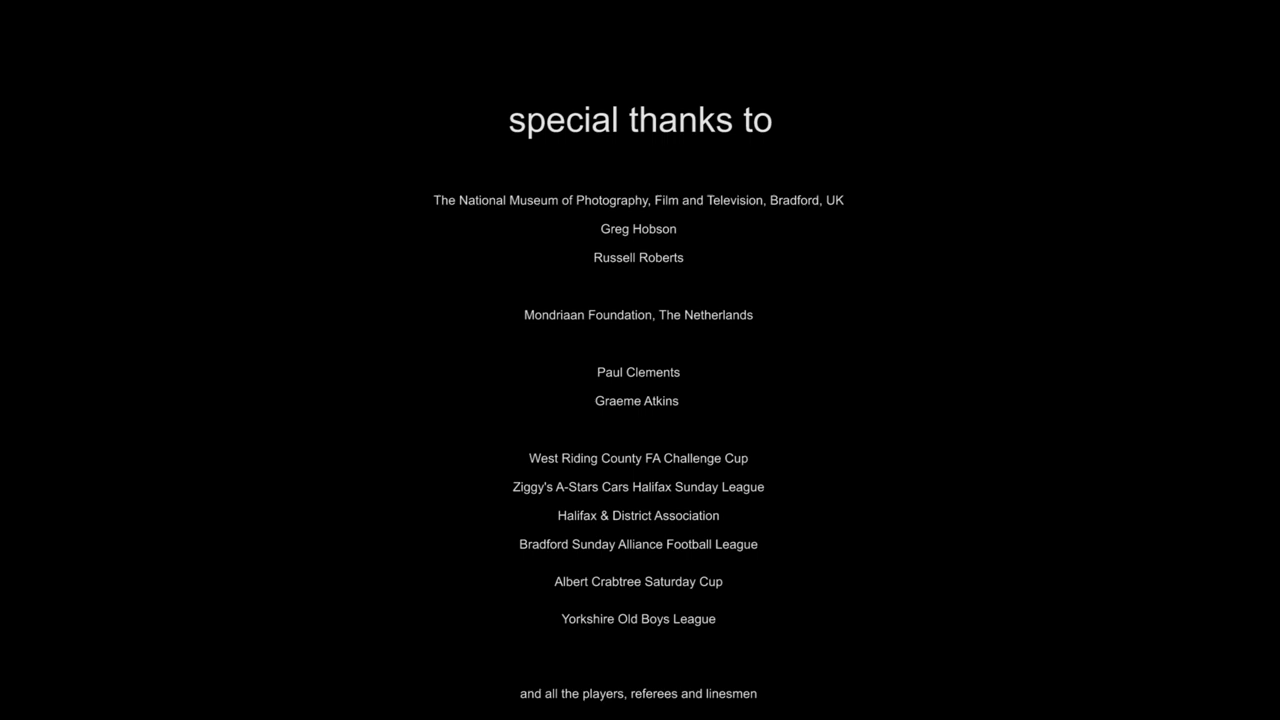 special thanks to
The National Museum of Photography, Film and Television, Bradford, UK
Greg Hobson
Russell Roberts
Mondriaan Foundation, The Netherlands
Paul Clements
Graeme Atkins
West Riding County FA Challenge Cup
Ziggy's A-Stars Cars Halifax Sunday League
Halifax & District Association
Bradford Sunday Alliance Football League
Albert Crabtree Saturday Cup
Yorkshire Old Boys League
and all the players, referees and linesmen